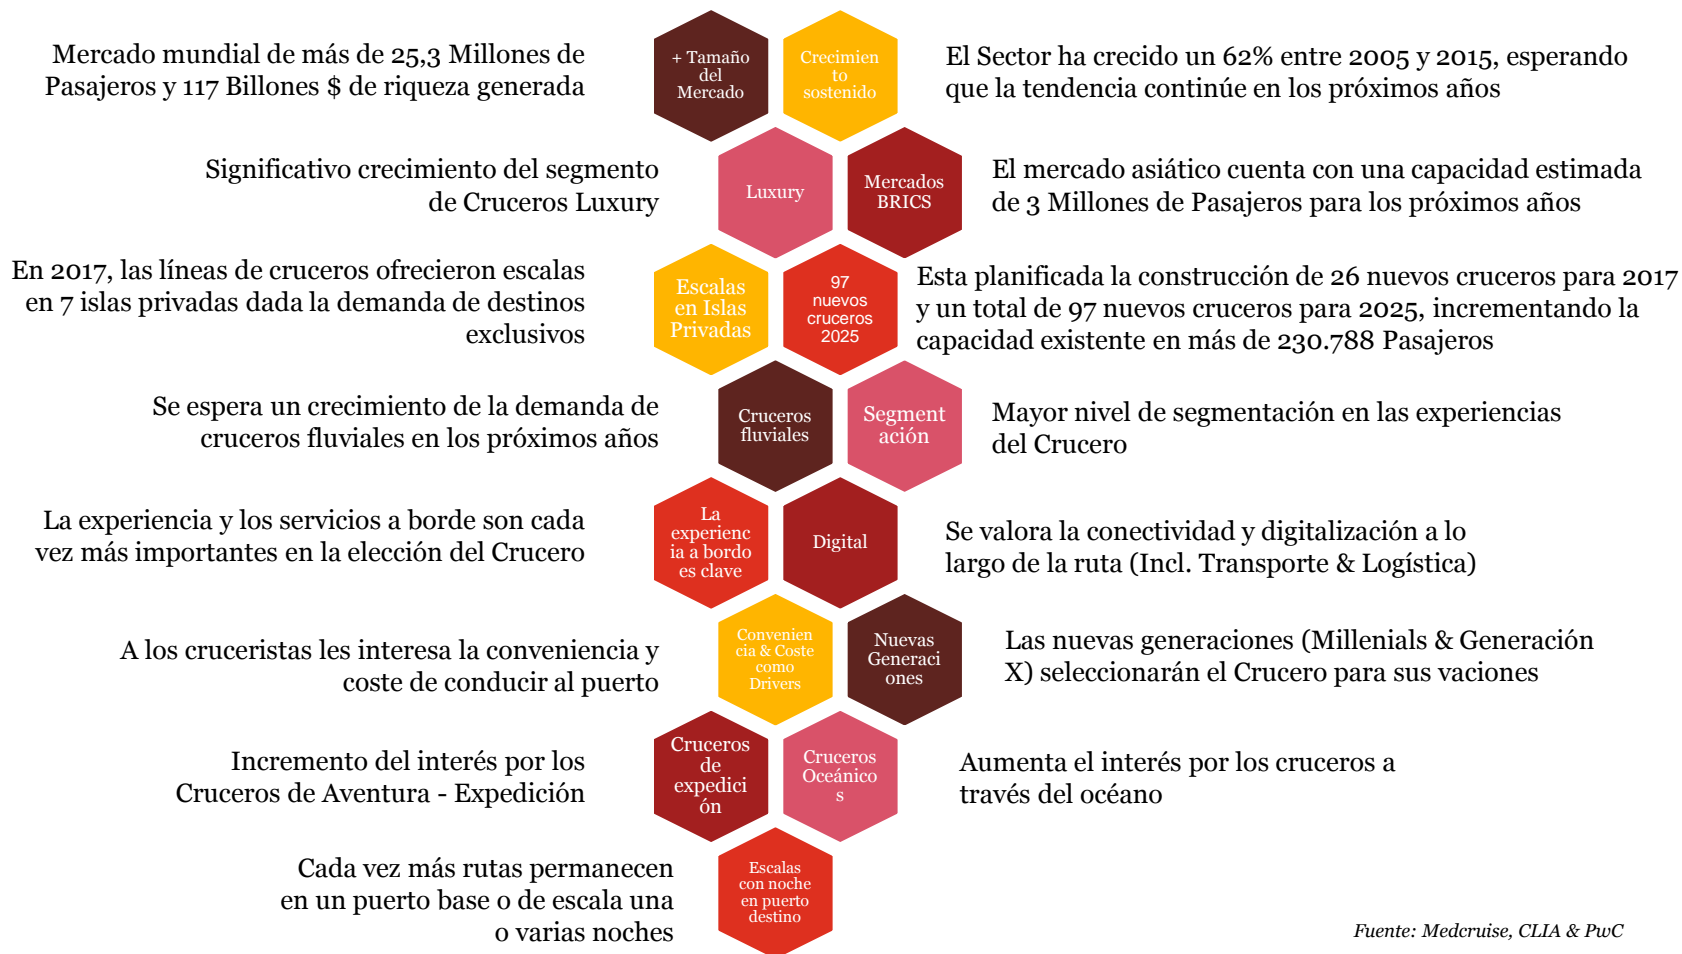 Mercado mundial de más de 25,3 Millones de
Pasajeros y 117 Billones $ de riqueza generada
+ Tamaño
del
Mercado
Crecimien
to
sostenido
El Sector ha crecido un 62% entre 2005 y 2015, esperando
que la tendencia continúe en los próximos años
Significativo crecimiento del segmento
de Cruceros Luxury
Luxury
Mercados
BRICS
El mercado asiático cuenta con una capacidad estimada
de 3 Millones de Pasajeros para los próximos años
En 2017, las líneas de cruceros ofrecieron escalas
en 7 islas privadas dada la demanda de destinos
exclusivos
Escalas
en Islas
Privadas
97
nuevos
cruceros
2025
Esta planificada la construcción de 26 nuevos cruceros para 2017
y un total de 97 nuevos cruceros para 2025, incrementando la
capacidad existente en más de 230.788 Pasajeros
Se espera un crecimiento de la demanda de
cruceros fluviales en los próximos años
Cruceros
fluviales
Segment
ación
Mayor nivel de segmentación en las experiencias
del Crucero
La experiencia y los servicios a borde son cada
vez más importantes en la elección del Crucero
La
experienc
ia a bordo
es clave
Digital
Se valora la conectividad y digitalización a lo
largo de la ruta (Incl. Transporte & Logística)
A los cruceristas les interesa la conveniencia y
coste de conducir al puerto
Convenien
cia & Coste
como
Drivers
Nuevas
Generaci
ones
Las nuevas generaciones (Millenials & Generación
X) seleccionarán el Crucero para sus vaciones
Incremento del interés por los
Cruceros de Aventura - Expedición
Cruceros
de
expedici
ón
Cruceros
Oceánico
s
Aumenta el interés por los cruceros a
través del océano
Cada vez más rutas permanecen
en un puerto base o de escala una
o varias noches
Escalas
con noche
en puerto
destino
Fuente: Medcruise, CLIA & PwC